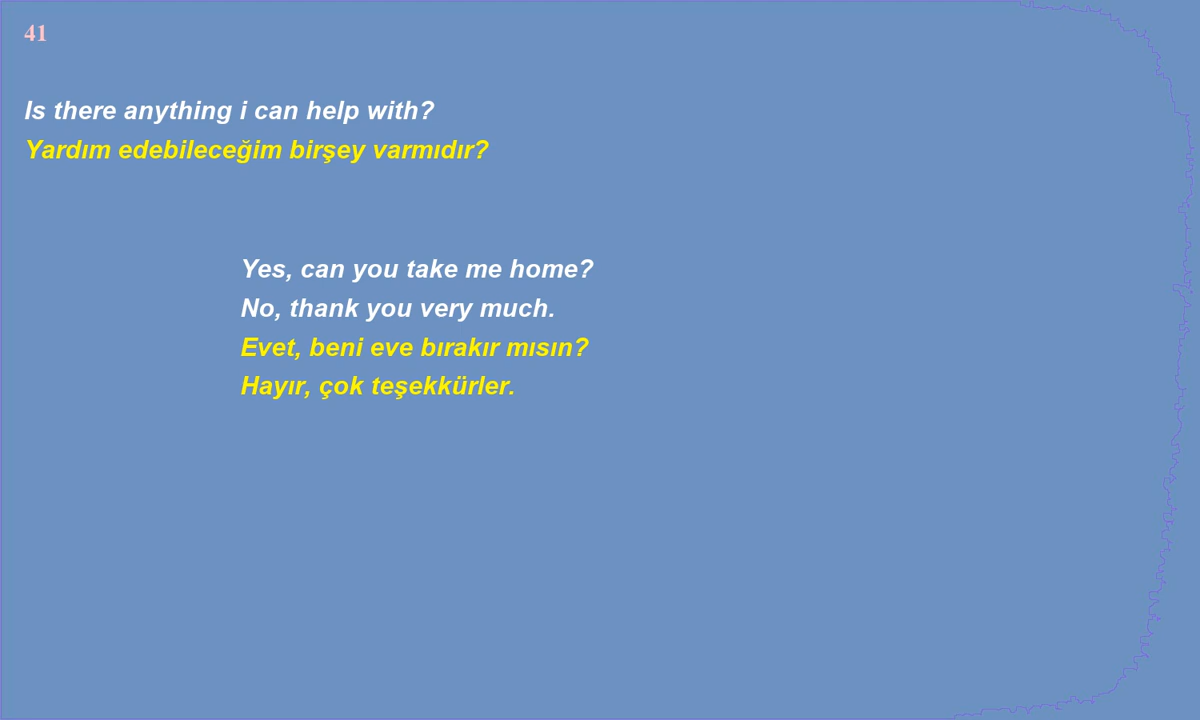 41
Is there anything i can help with?
Yardım edebileceğim birşey varmıdır?
Yes, can you take me home?
No, thank you very much.
Evet, beni eve bırakır mısın?
Hayır, çok teşekkürler.